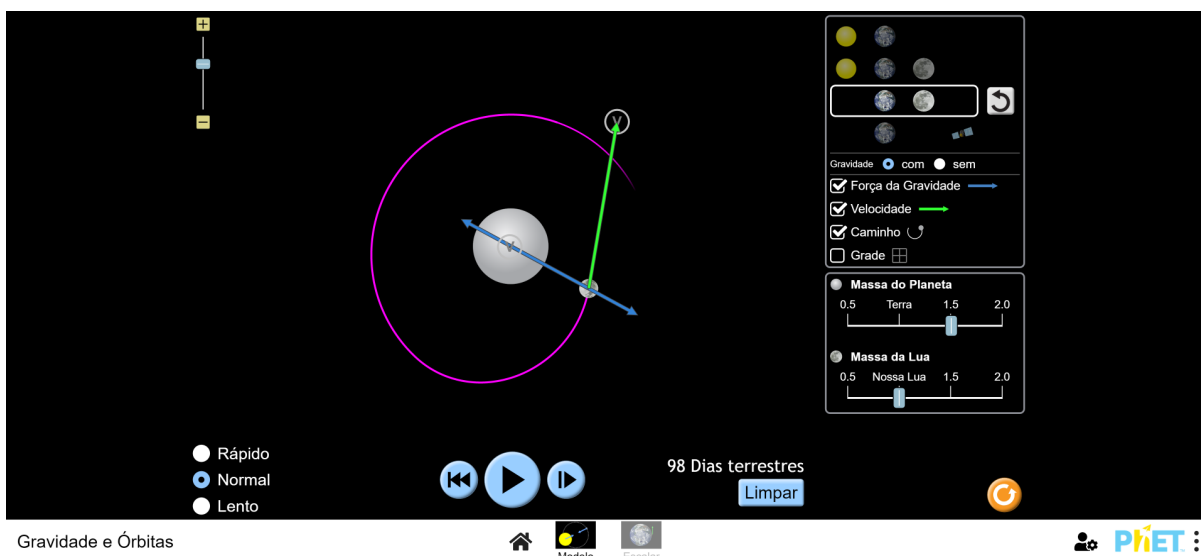 Gravidade com sem
Força da Gravidade
Velocidade
Caminho
Grade
V
Massa do Planeta
0.5 Terra 1.5 2.0
Massa da Lua
0.5 Nossa Lua 1.5 2.0
Rápido
Normal
Lento
98 Dias terrestres
Limpar
Gravidade e Órbitas
Modelo
Escalar
PhET